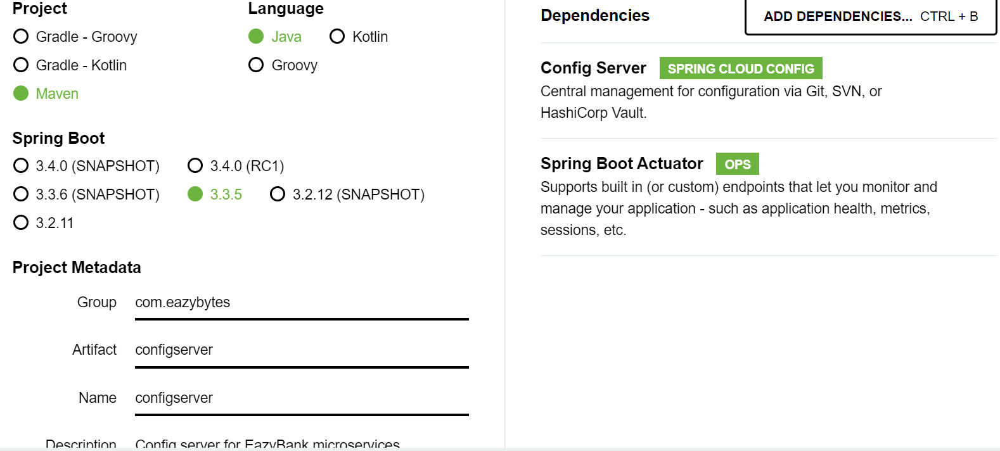 Project
Gradle - Groovy
Gradle - Kotlin
Maven
Language
Java
Kotlin
Groovy
Spring Boot
3.4.0 (SNAPSHOT)
3.4.0 (RC1)
3.3.6 (SNAPSHOT)
3.3.5
3.2.12 (SNAPSHOT)
3.2.11
Project Metadata
Group com.eazybytes
Artifact configserver
Name configserver
Description Config server for EazyBank microservices
Dependencies
ADD DEPENDENCIES... CTRL + B
Config Server SPRING CLOUD CONFIG
Central management for configuration via Git, SVN, or
HashiCorp Vault.
Spring Boot Actuator OPS
Supports built in (or custom) endpoints that let you monitor and
manage your application - such as application health, metrics,
sessions, etc.